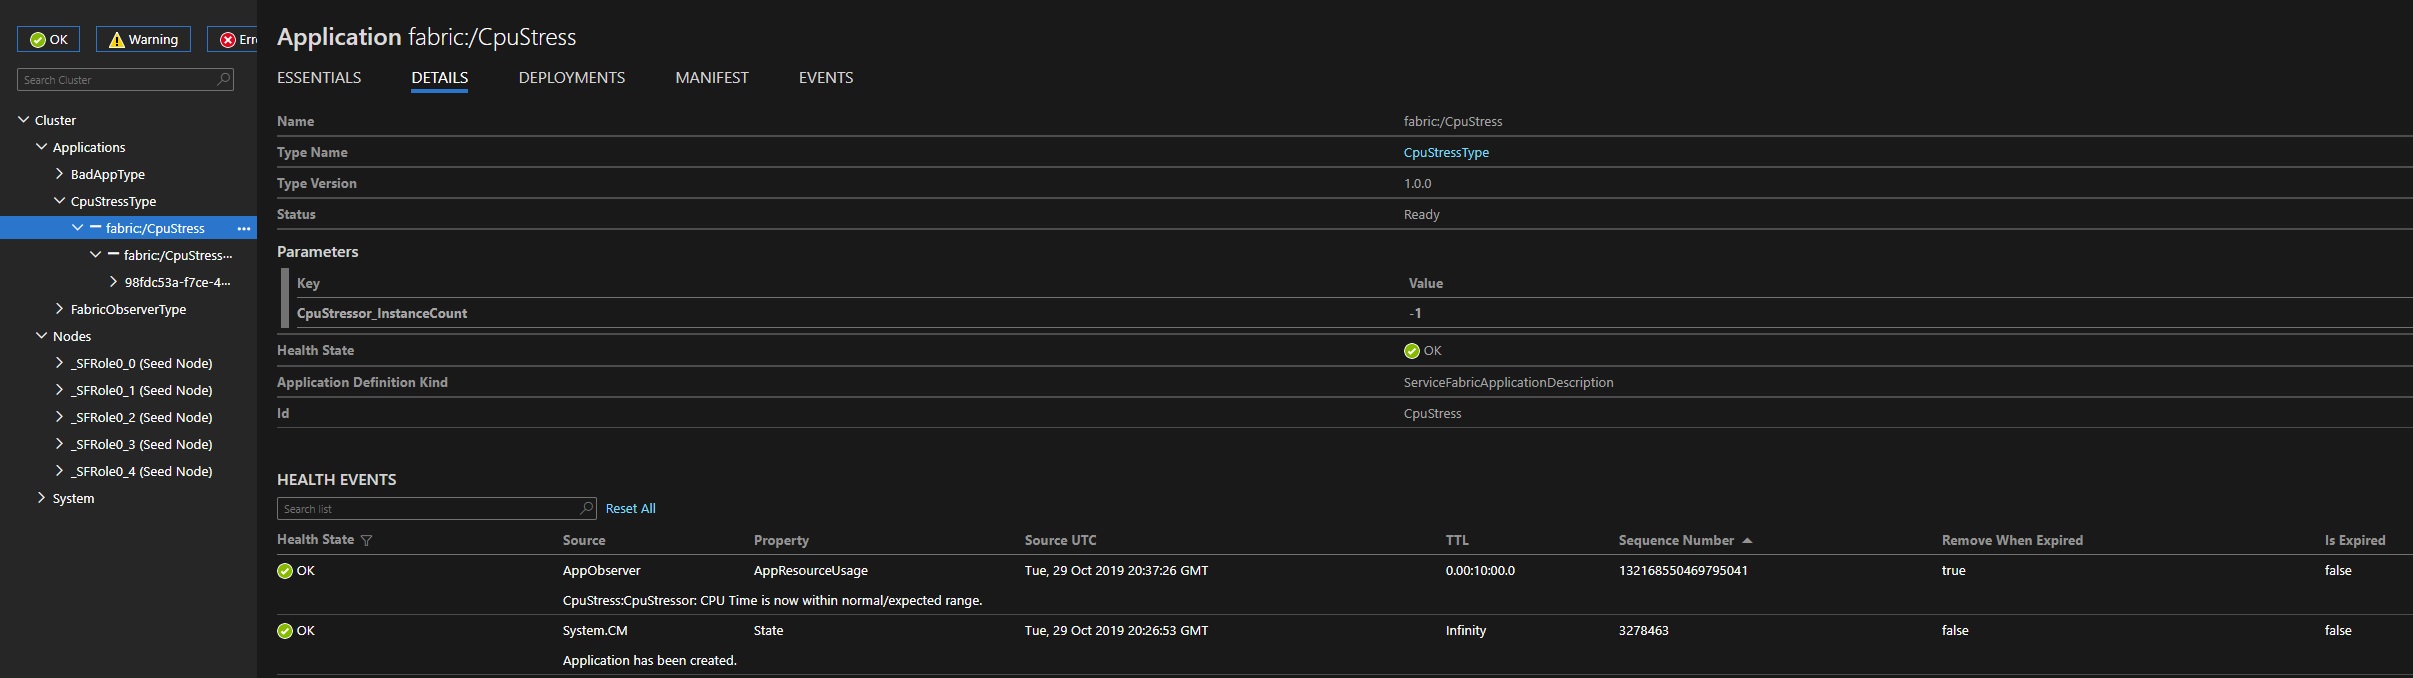 OK Warning
Search Cluster
Cluster
Applications
BadAppType
CpuStressType
fabric:/CpuStress ...
fabric:/CpuStress...
98fdc53a-f7ce-4...
FabricObserverType
Nodes
_SFRole0_0 (Seed Node)
_SFRole0_1 (Seed Node)
_SFRole0_2 (Seed Node)
_SFRole0_3 (Seed Node)
_SFRole0_4 (Seed Node)
System
Application fabric:/CpuStress
ESSENTIALS DETAILS DEPLOYMENTS MANIFEST EVENTS
Name fabric:/CpuStress
Type Name CpuStressType
Type Version 1.0.0
Status Ready
Parameters
Key Value
CpuStressor_InstanceCount -1
Health State OK
Application Definition Kind ServiceFabricApplicationDescription
Id CpuStress
HEALTH EVENTS
Search list Reset All
Health State Source Property Source UTC TTL Sequence Number Remove When Expired Is Expired
OK AppObserver AppResourceUsage Tue, 29 Oct 2019 20:37:26 GMT 0.00:10:00.0 132168550469795041 true false
CpuStress:CpuStressor: CPU Time is now within normal/expected range.
OK System.CM State Tue, 29 Oct 2019 20:26:53 GMT Infinity 3278463 false false
Application has been created.